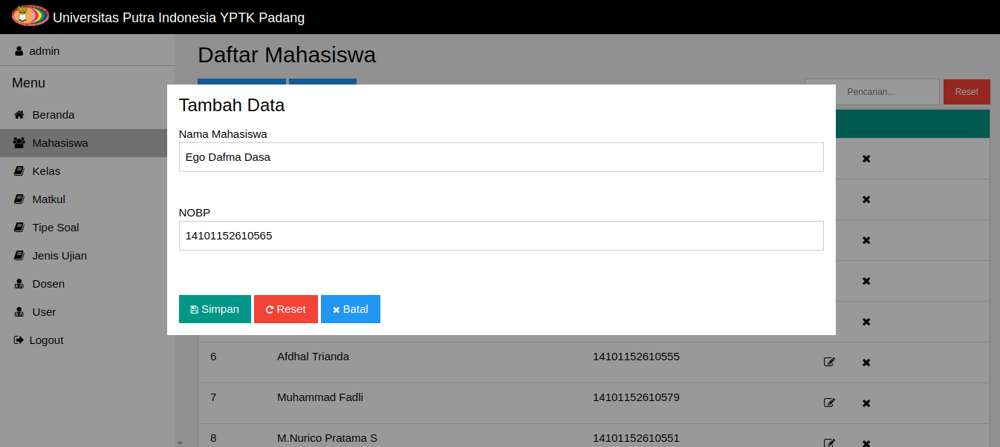 Universitas Putra Indonesia YPTK Padang
admin
Menu
Beranda
Mahasiswa
Kelas
Matkul
Tipe Soal
Jenis Ujian
Dosen
User
Logout
Daftar Mahasiswa
Pencarian...
Reset
Tambah Data
Nama Mahasiswa
Ego Dafma Dasa
NOBP
14101152610565
Simpan Reset Batal
6 Afdhal Trianda 14101152610555
7 Muhammad Fadli 14101152610579
8 M.Nurico Pratama S 14101152610551